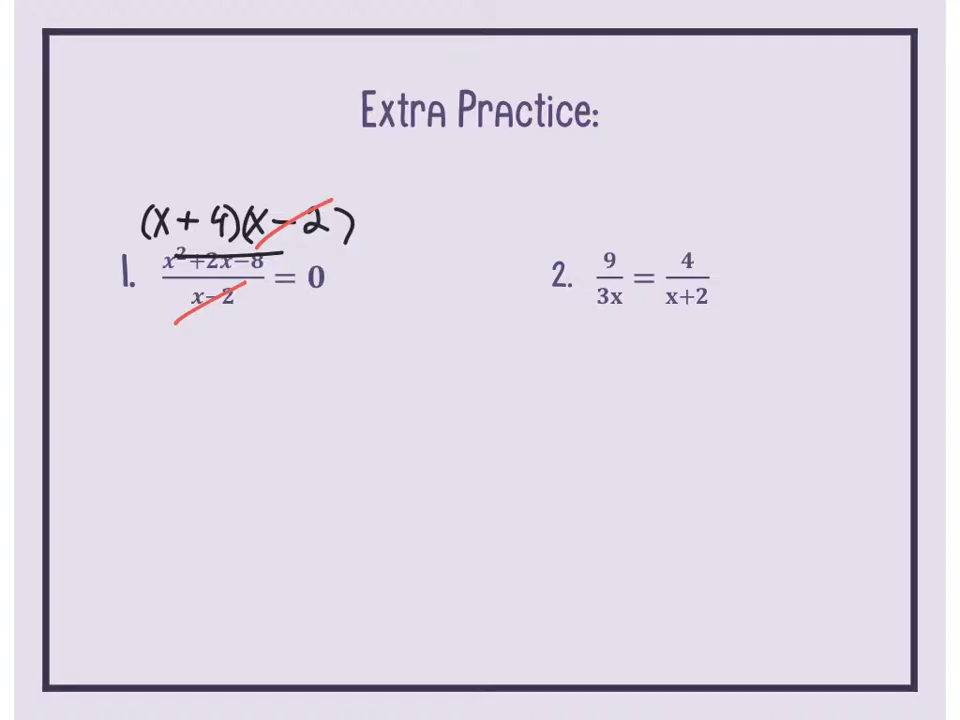 Extra Practice:
(x + 4)(x - 2)
1. x²+2x-8 / x-2 = 0
2. 9/3x = 4/x+2